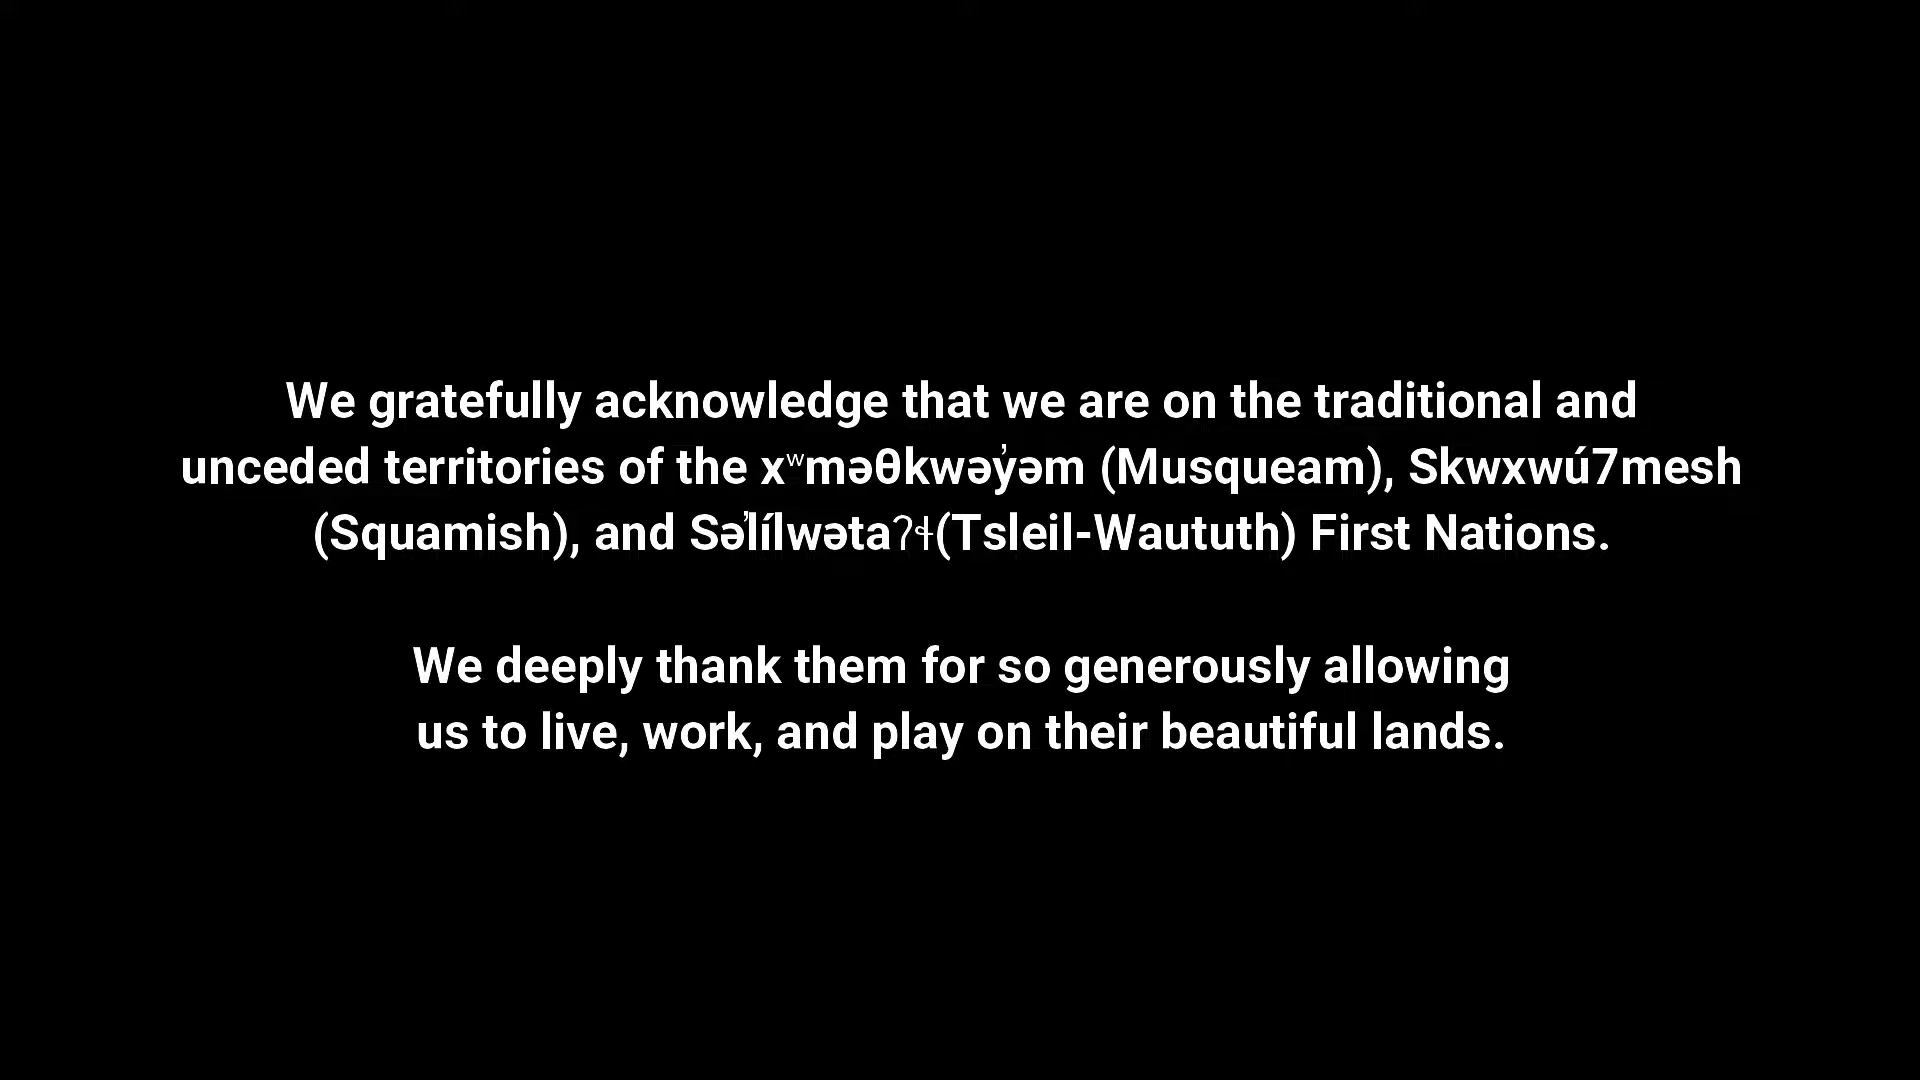 We gratefully acknowledge that we are on the traditional and
unceded territories of the xʷməθkwəy̓əm (Musqueam), Skwxwú7mesh
(Squamish), and Səl̓ílwətaʔɬ(Tsleil-Waututh) First Nations.
We deeply thank them for so generously allowing
us to live, work, and play on their beautiful lands.